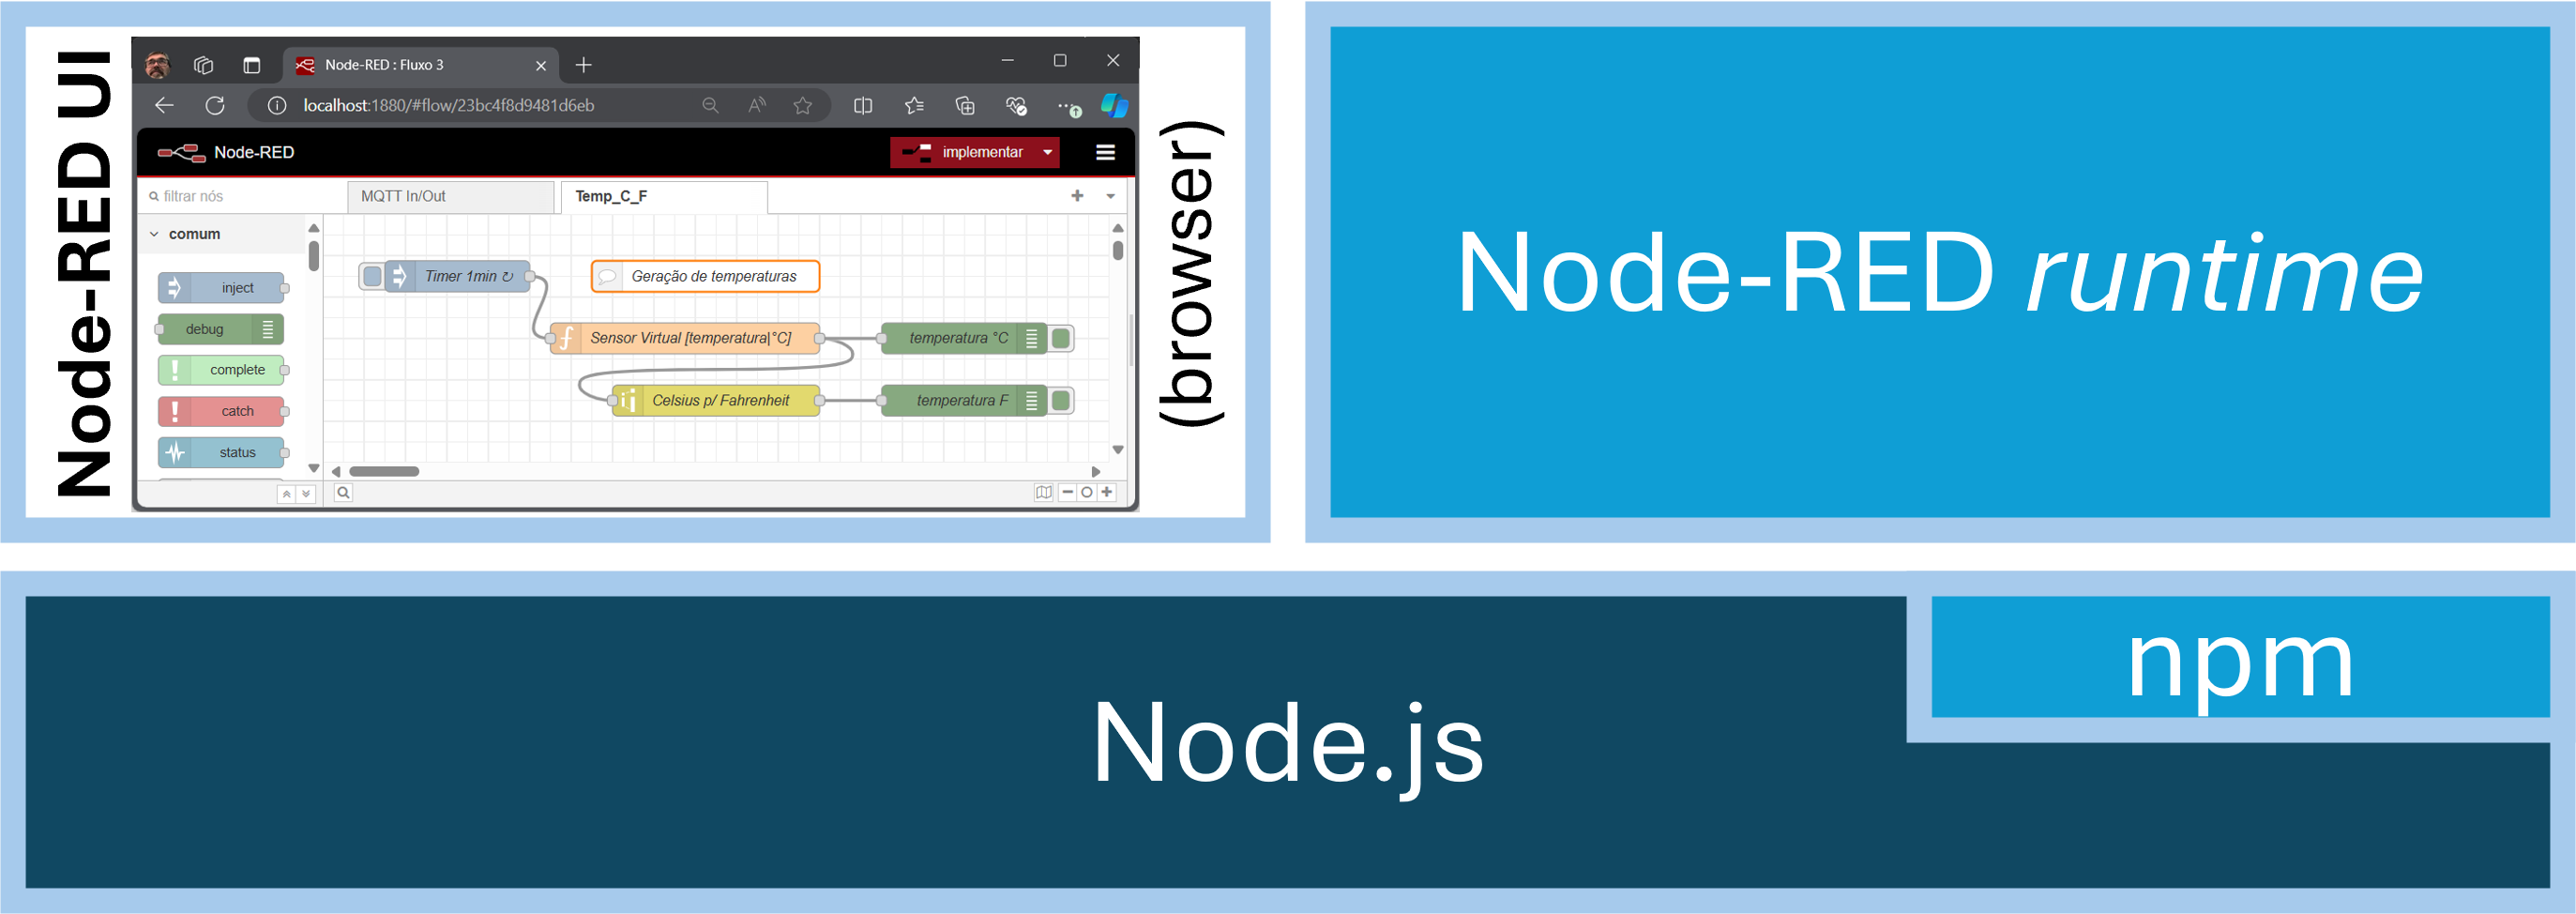 Node-RED UI
Node-RED : Fluxo 3
localhost:1880/#flow/23bc4f8d9481d6eb
Node-RED
implementar
filtrar nós
MQTT In/Out
Temp_C_F
comum
inject
debug
complete
catch
status
Timer 1min ↻
Geração de temperaturas
Sensor Virtual [temperatura|°C]
temperatura °C
Celsius p/ Fahrenheit
temperatura F
(browser)
Node-RED runtime
npm
Node.js